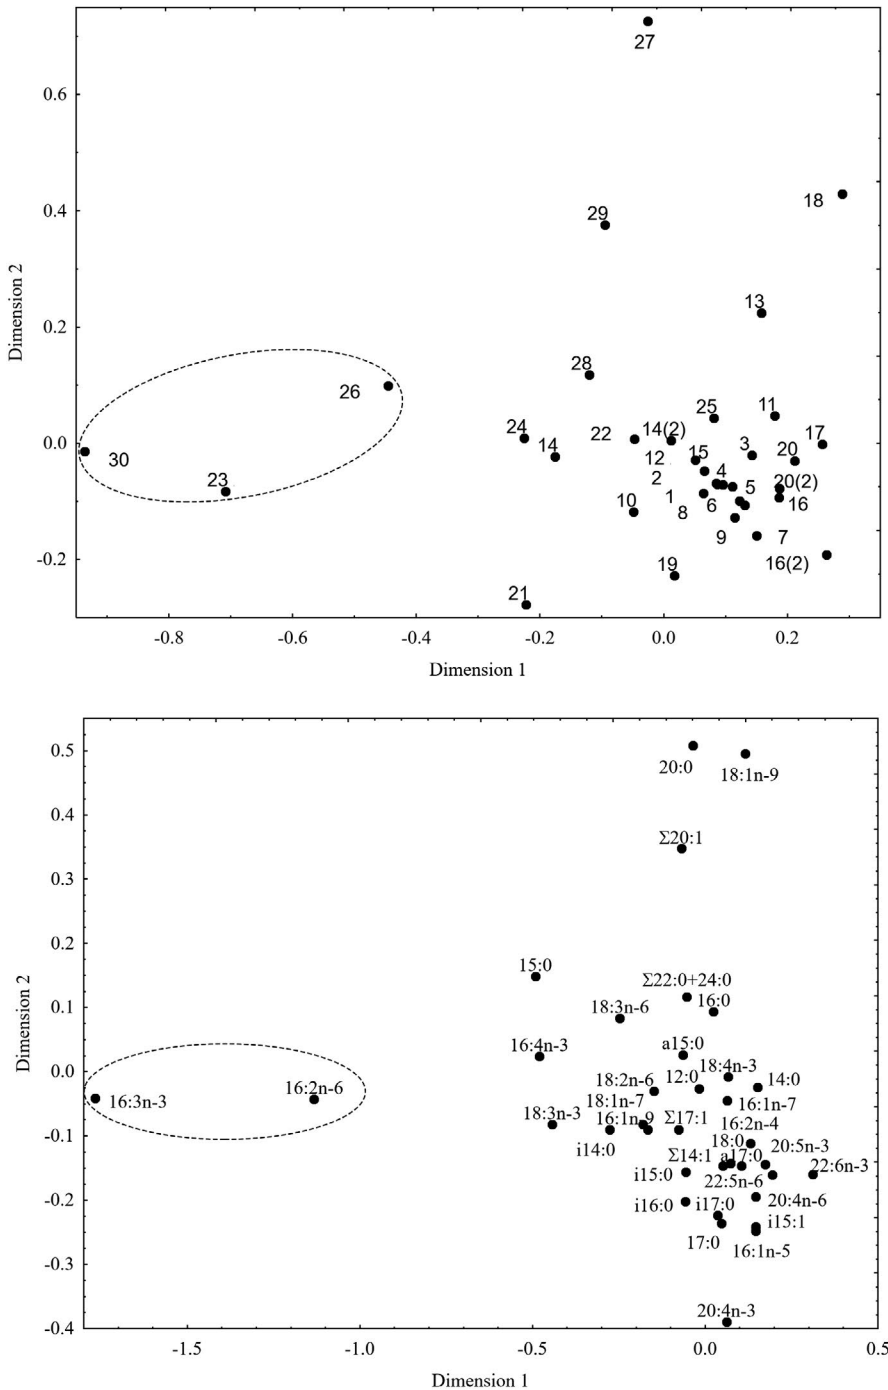 27
0.6
18
0.4
29
13
0.2
28
26
11
25
17
24
14(2)
22
14
3
20
0.0
15
12
30
4
23
2
20(2)
5
1
6
16
10
8
9
7
19
16(2)
-0.2
21
-0.8
-0.6
-0.4
-0.2
0.0
0.2
Dimension 1
Dimension 2
0.5
20:0
18:1n-9
0.4
Σ20:1
0.3
0.2
15:0
Σ22:0+24:0
16:0
0.1
18:3n-6
16:4n-3
a15:0
18:4n-3
0.0
18:2n-6
12:0
14:0
16:3n-3
16:2n-6
18:1n-7
16:1n-7
18:3n-3
16:1n-9
Σ17:1
16:2n-4
-0.1
i14:0
18:0
20:5n-3
Σ14:1
a17:0
22:6n-3
i15:0
22:5n-6
20:4n-6
-0.2
i16:0
i17:0
i15:1
17:0
16:1n-5
-0.3
20:4n-3
-0.4
-1.5
-1.0
-0.5
0.0
0.5
Dimension 1
Dimension 2